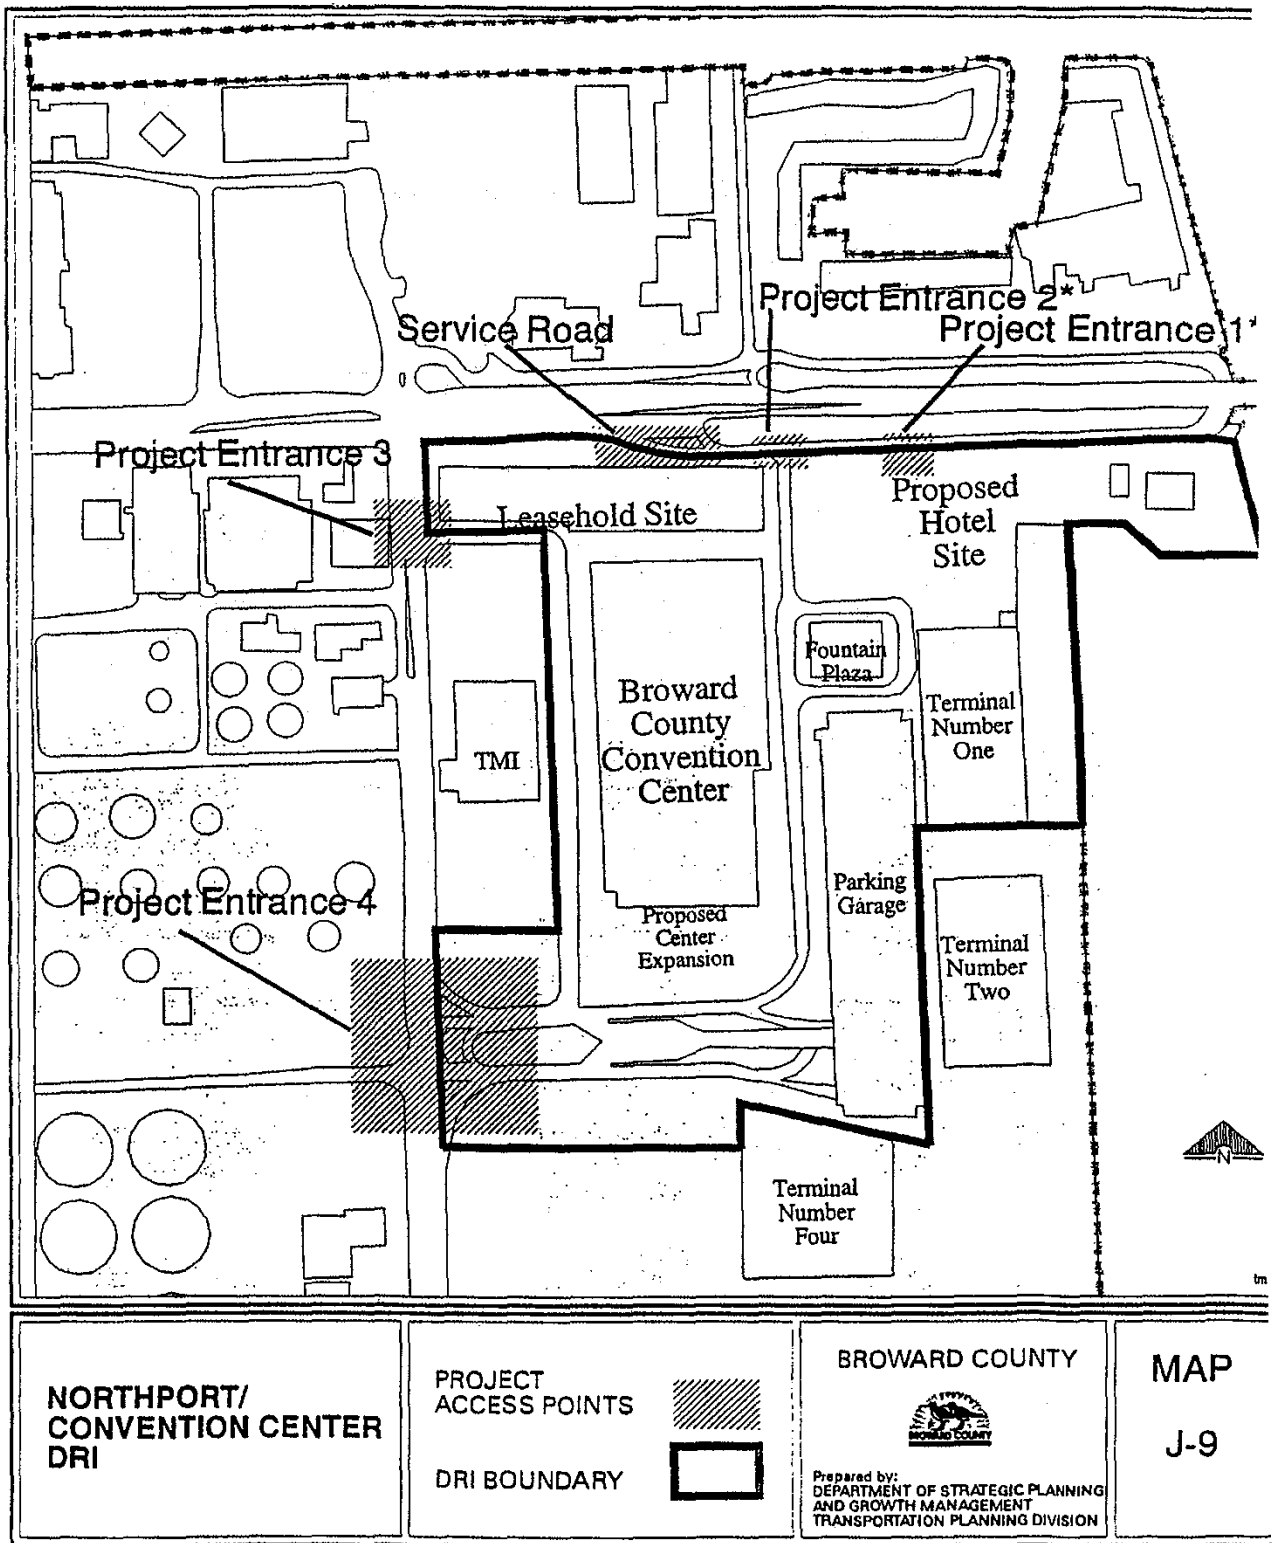 Project Entrance 2*
Service Road
Project Entrance 1*
Project Entrance 3
Leasehold Site
Proposed
Hotel
Site
Fountain
Plaza
Broward
County
Convention
Center
Terminal
Number
One
TMI
Parking
Garage
Project Entrance 4
Proposed
Center
Expansion
Terminal
Number
Two
N
Terminal
Number
Four
tm
NORTHPORT/
CONVENTION CENTER
DRI
PROJECT
ACCESS POINTS
DRI BOUNDARY
BROWARD COUNTY
BROWARD COUNTY
Prepared by:
DEPARTMENT OF STRATEGIC PLANNING
AND GROWTH MANAGEMENT
TRANSPORTATION PLANNING DIVISION
MAP
J-9